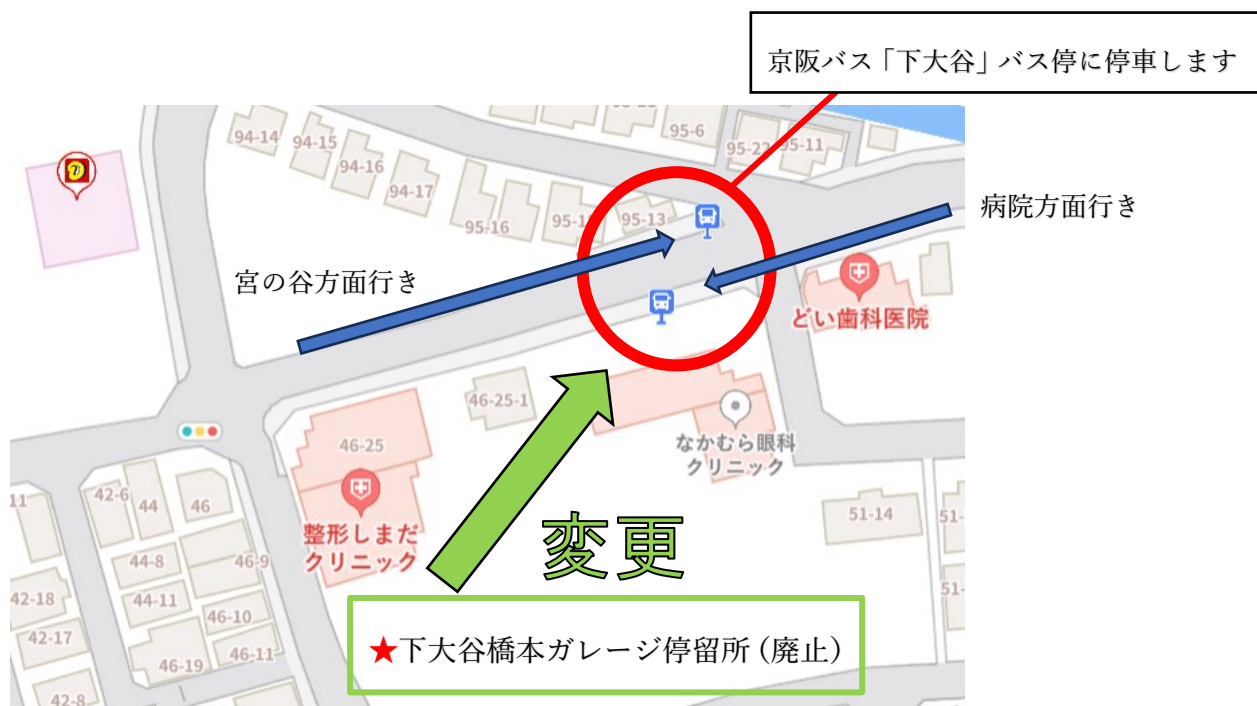 京阪バス「下大谷」バス停に停車します
94-14
94-15
94-16
94-17
95-16
95-13
95-6
95-22
95-11
病院方面行き
宮の谷方面行き
どい歯科医院
46-25-1
46-25
なかむら眼科
クリニック
整形しまだ
クリニック
51-14
変更
42-6
44
46
44-8
46-9
44-11
42-18
46-10
42-17
46-11
46-19
42-8
★下大谷橋本ガレージ停留所(廃止)